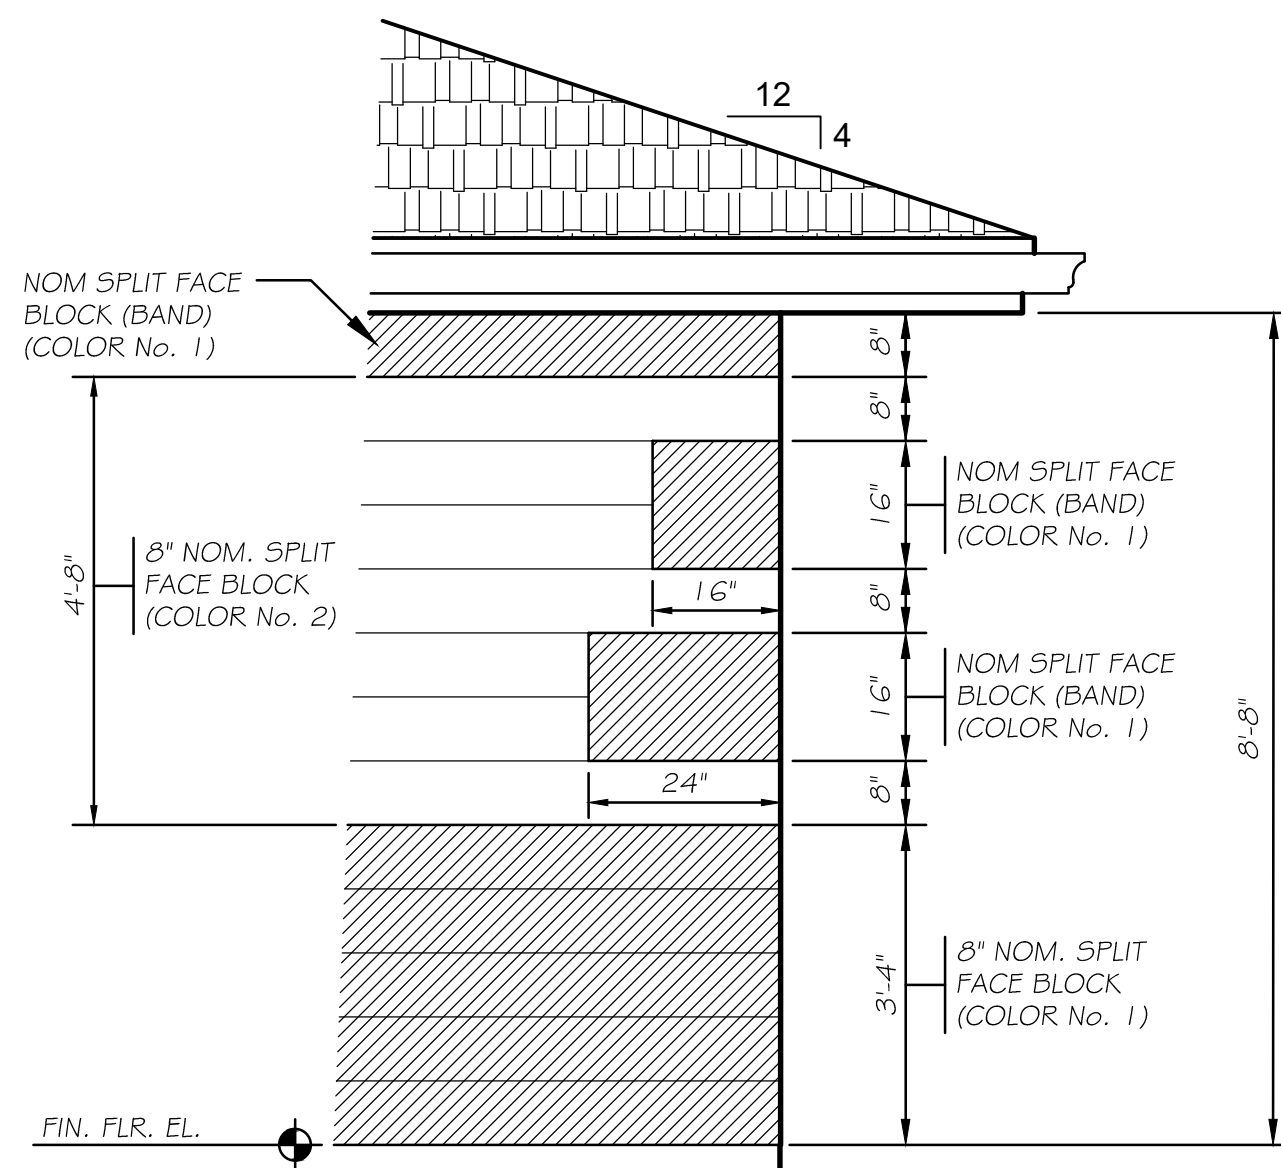 12
4
NOM SPLIT FACE
BLOCK (BAND)
(COLOR No. 1)
8"
8"
16"
NOM SPLIT FACE
BLOCK (BAND)
(COLOR No. 1)
4'-8"
8" NOM. SPLIT
FACE BLOCK
(COLOR No. 2)
16"
8"
16"
NOM SPLIT FACE
BLOCK (BAND)
(COLOR No. 1)
8'-8"
24"
8"
3'-4"
8" NOM. SPLIT
FACE BLOCK
(COLOR No. 1)
FIN. FLR. EL.